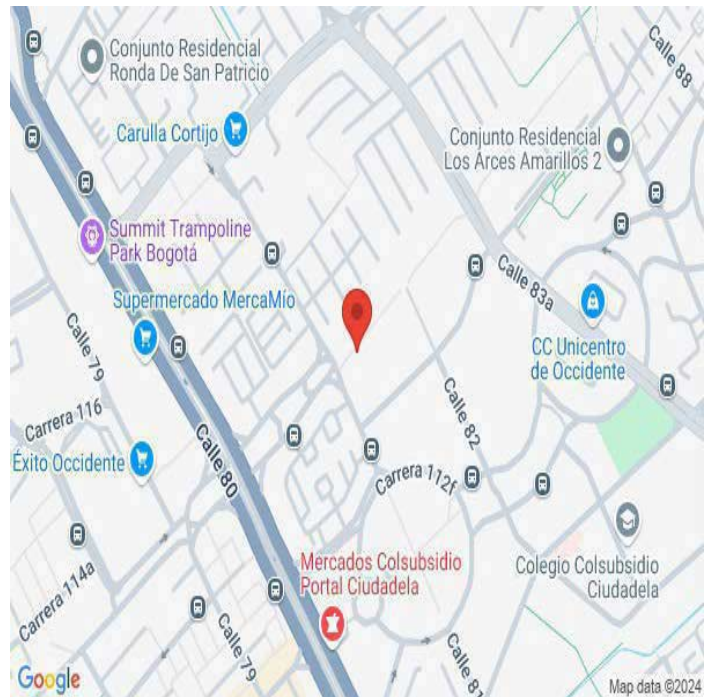 Conjunto Residencial
Ronda De San Patricio
Calle 88
Carulla Cortijo
Conjunto Residencial
Los Arces Amarillos 2
Summit Trampoline
Park Bogotá
Calle 83a
Supermercado MercaMío
Calle 79
CC Unicentro
de Occidente
Carrera 116
Calle 82
Éxito Occidente
Calle 80
Carrera 112f
Mercados Colsubsidio
Portal Ciudadela
Colegio Colsubsidio
Ciudadela
Carrera 114a
Calle 79
Google
Map data ©2024